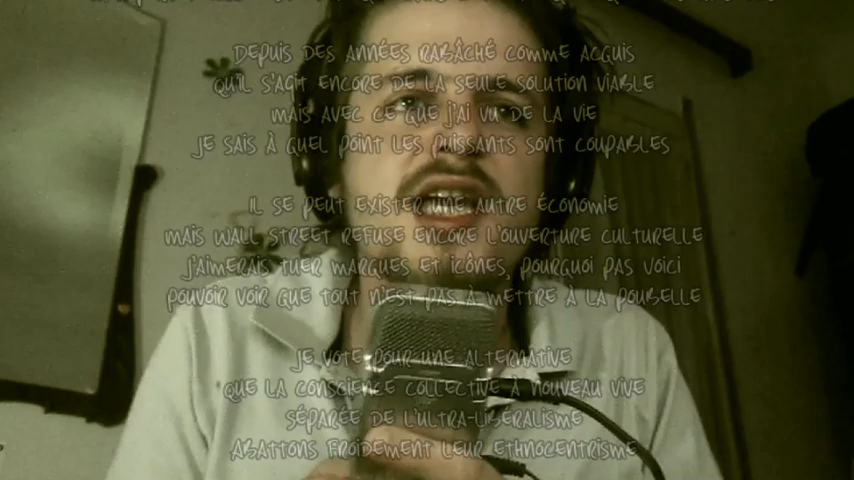 DEPUIS DES ANNÉES RABÂCHÉ COMME ACQUIS
QU'IL S'AGIT ENCORE DE LA SEULE SOLUTION VIABLE
MAIS AVEC CE QUE J'AI VU DE LA VIE
JE SAIS À QUEL POINT LES PUISSANTS SONT COUPABLES
IL SE PEUT EXISTER UNE AUTRE ÉCONOMIE
MAIS WALL STREET REFUSE ENCORE L'OUVERTURE CULTURELLE
J'AIMERAIS TUER MARQUES ET ICÔNES, POURQUOI PAS VOICI
POUVOIR VOIR QUE TOUT N'EST PAS À METTRE À LA POUBELLE
JE VOTE POUR UNE ALTERNATIVE
QUE LA CONSCIENCE COLLECTIVE À NOUVEAU VIVE
SÉPARÉE DE L'ULTRA-LIBÉRALISME
ABATTONS FROIDEMENT LEUR ETHNOCENTRISME